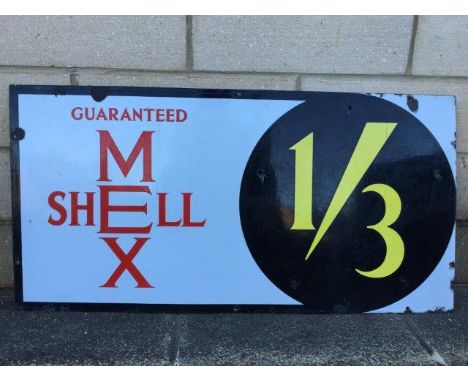 GUARANTEED
MEX
SHELL
1/3